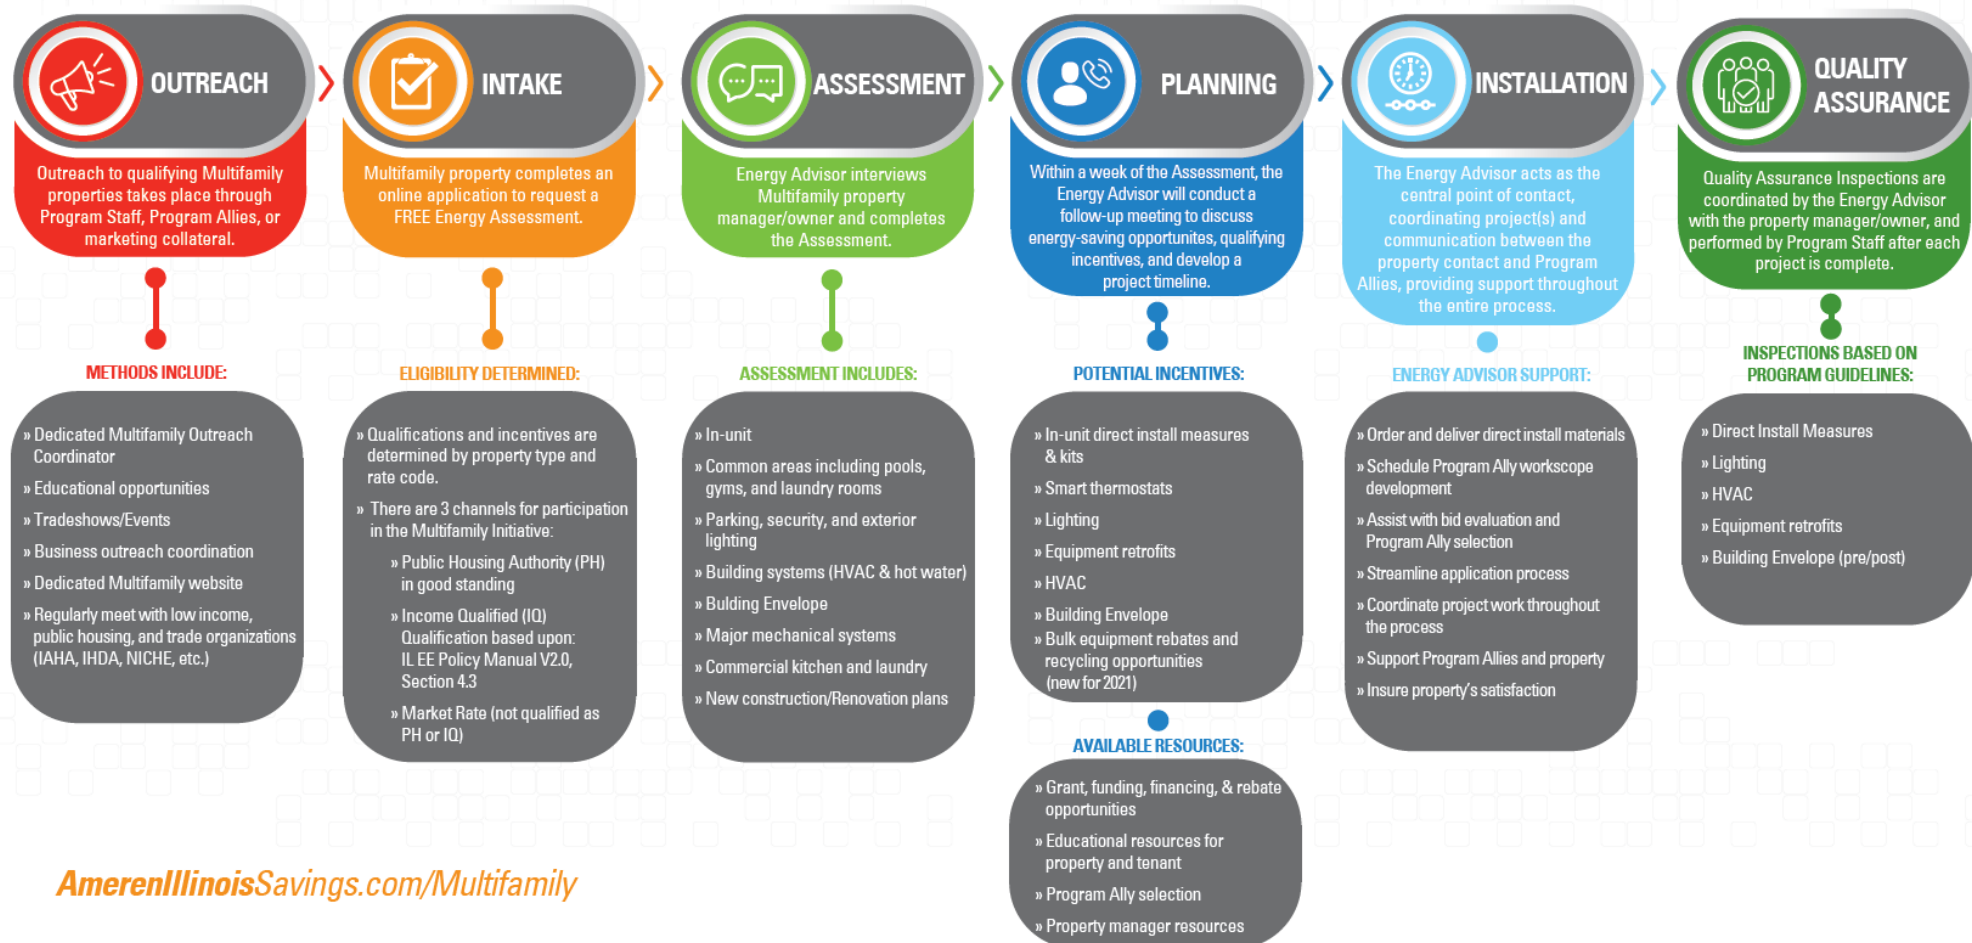 OUTREACH
Outreach to qualifying Multifamily
properties takes place through
Program Staff, Program Allies, or
marketing collateral.
METHODS INCLUDE:
» Dedicated Multifamily Outreach
Coordinator
» Educational opportunities
» Tradeshows/Events
» Business outreach coordination
» Dedicated Multifamily website
» Regularly meet with low income,
public housing, and trade organizations
(IAHA, IHDA, NICHE, etc.)
INTAKE
Multifamily property completes an
online application to request a
FREE Energy Assessment.
ELIGIBILITY DETERMINED:
» Qualifications and incentives are
determined by property type and
rate code.
» There are 3 channels for participation
in the Multifamily Initiative:
» Public Housing Authority (PH)
in good standing
» Income Qualified (IQ)
Qualification based upon:
IL EE Policy Manual V2.0,
Section 4.3
» Market Rate (not qualified as
PH or IQ)
ASSESSMENT
Energy Advisor interviews
Multifamily property
manager/owner and completes
the Assessment.
ASSESSMENT INCLUDES:
» In-unit
» Common areas including pools,
gyms, and laundry rooms
» Parking, security, and exterior
lighting
» Building systems (HVAC & hot water)
» Bulding Envelope
» Major mechanical systems
» Commercial kitchen and laundry
» New construction/Renovation plans
PLANNING
Within a week of the Assessment, the
Energy Advisor will conduct a
follow-up meeting to discuss
energy-saving opportunites, qualifying
incentives, and develop a
project timeline.
POTENTIAL INCENTIVES:
» In-unit direct install measures
& kits
» Smart thermostats
» Lighting
» Equipment retrofits
» HVAC
» Building Envelope
» Bulk equipment rebates and
recycling opportunities
(new for 2021)
AVAILABLE RESOURCES:
» Grant, funding, financing, & rebate
opportunities
» Educational resources for
property and tenant
» Program Ally selection
» Property manager resources
INSTALLATION
The Energy Advisor acts as the
central point of contact,
coordinating project(s) and
communication between the
property contact and Program
Allies, providing support throughout
the entire process.
ENERGY ADVISOR SUPPORT:
» Order and deliver direct install materials
» Schedule Program Ally workscope
development
» Assist with bid evaluation and
Program Ally selection
» Streamline application process
» Coordinate project work throughout
the process
» Support Program Allies and property
» Insure property's satisfaction
QUALITY
ASSURANCE
Quality Assurance Inspections are
coordinated by the Energy Advisor
with the property manager/owner, and
performed by Program Staff after each
project is complete.
INSPECTIONS BASED ON
PROGRAM GUIDELINES:
» Direct Install Measures
» Lighting
» HVAC
» Equipment retrofits
» Building Envelope (pre/post)
AmerenIllinoisSavings.com/Multifamily